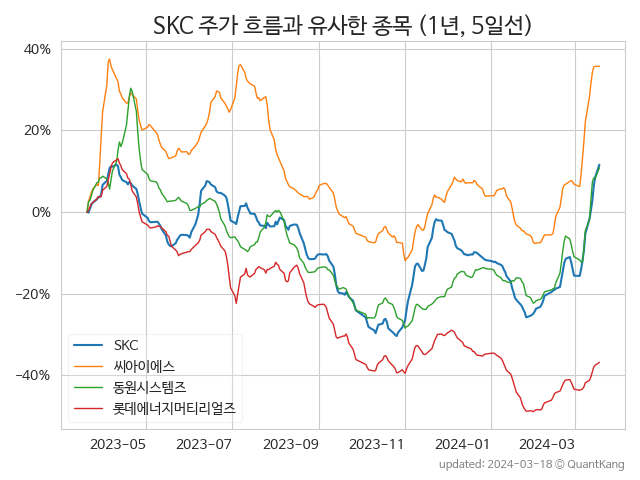 SKC 주가 흐름과 유사한 종목 (1년, 5일선)
40%
20%
0%
−20%
−40%
SKC
씨아이에스
동원시스템즈
롯데에너지머티리얼즈
2023-05 2023-07 2023-09 2023-11 2024-01 2024-03
updated: 2024-03-18 © QuantKang